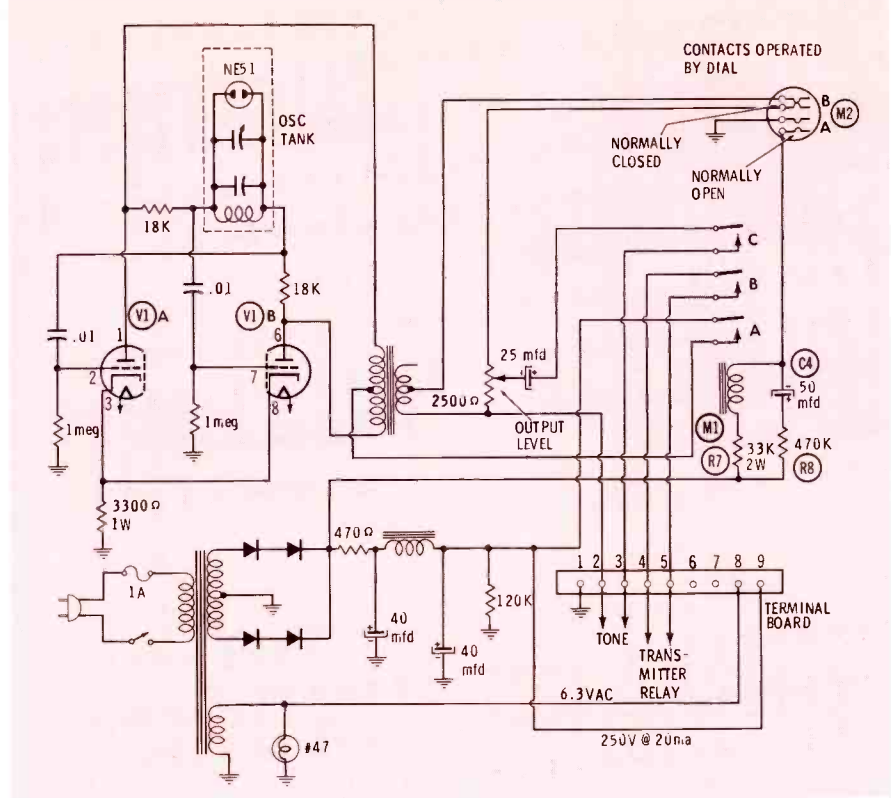 CONTACTS OPERATED
BY DIAL
NE51
OSC
TANK
B
M2
A
NORMALLY
CLOSED
NORMALLY
OPEN
18K
C
.01
18K
B
V1 A
V1 B
.01
1
6
A
2
7
25 mfd
C4
3
8
50
mfd
2500Ω
1meg
1meg
OUTPUT
LEVEL
M1
R7
33K
2W
470K
R8
3300Ω
1W
470Ω
1 2 3 4 5 6 7 8 9
1A
120K
TERMINAL
BOARD
40
mfd
TONE
40
mfd
TRANS-
MITTER
RELAY
6.3VAC
#47
250V @ 20ma